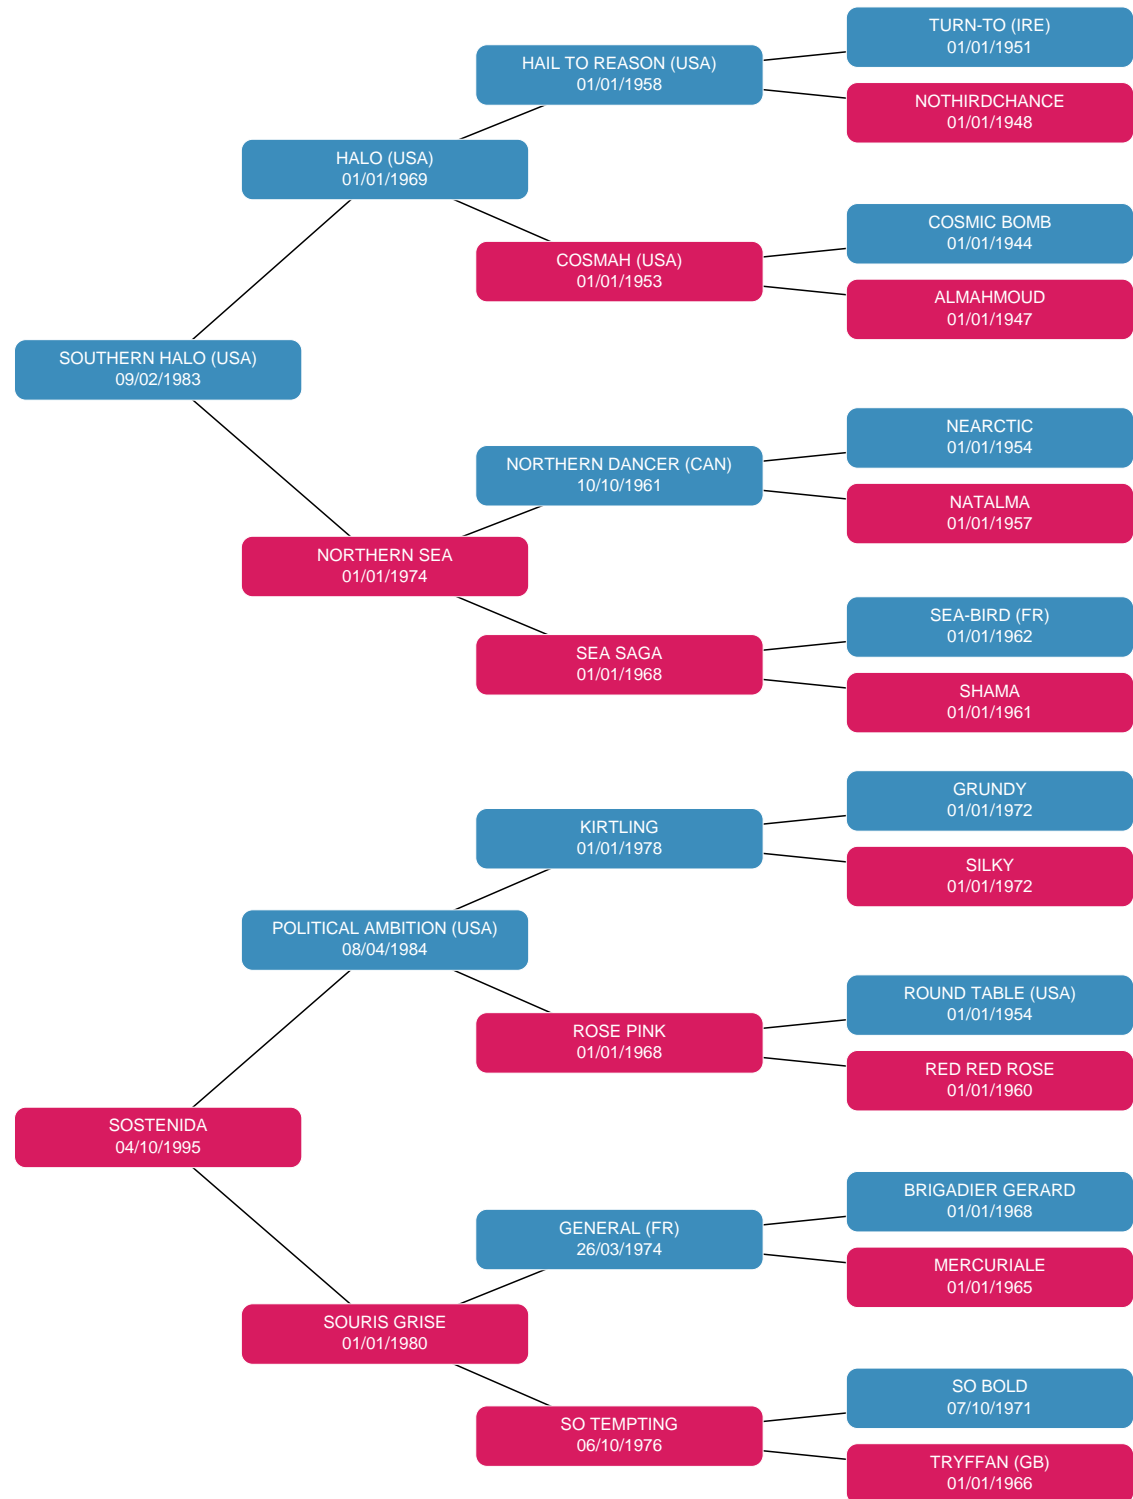 TURN-TO (IRE)
01/01/1951
HAIL TO REASON (USA)
01/01/1958
NOTHIRDCHANCE
01/01/1948
HALO (USA)
01/01/1969
COSMIC BOMB
01/01/1944
COSMAH (USA)
01/01/1953
ALMAHMOUD
01/01/1947
SOUTHERN HALO (USA)
09/02/1983
NEARCTIC
01/01/1954
NORTHERN DANCER (CAN)
10/10/1961
NATALMA
01/01/1957
NORTHERN SEA
01/01/1974
SEA-BIRD (FR)
01/01/1962
SEA SAGA
01/01/1968
SHAMA
01/01/1961
GRUNDY
01/01/1972
KIRTLING
01/01/1978
SILKY
01/01/1972
POLITICAL AMBITION (USA)
08/04/1984
ROUND TABLE (USA)
01/01/1954
ROSE PINK
01/01/1968
RED RED ROSE
01/01/1960
SOSTENIDA
04/10/1995
BRIGADIER GERARD
01/01/1968
GENERAL (FR)
26/03/1974
MERCURIALE
01/01/1965
SOURIS GRISE
01/01/1980
SO BOLD
07/10/1971
SO TEMPTING
06/10/1976
TRYFFAN (GB)
01/01/1966